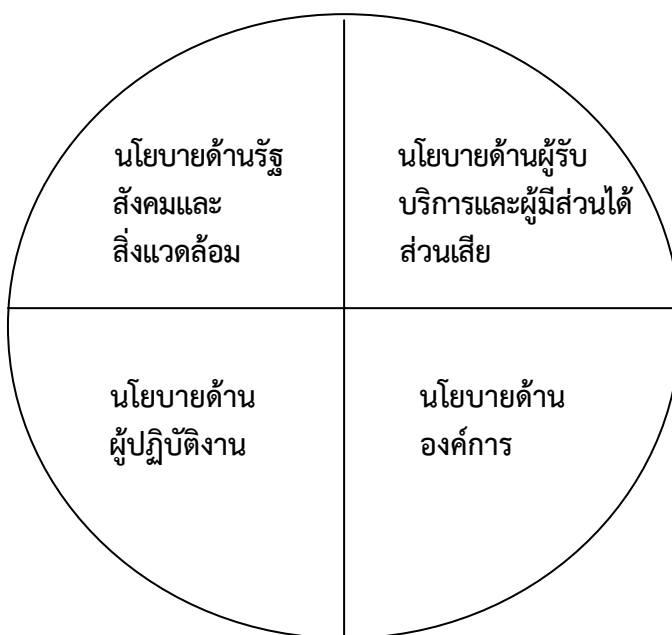 นโยบายด้านรัฐ
สังคมและ
สิ่งแวดล้อม
นโยบายด้านผู้รับ
บริการและผู้มีส่วนได้
ส่วนเสีย
นโยบายด้าน
ผู้ปฏิบัติงาน
นโยบายด้าน
องค์การ